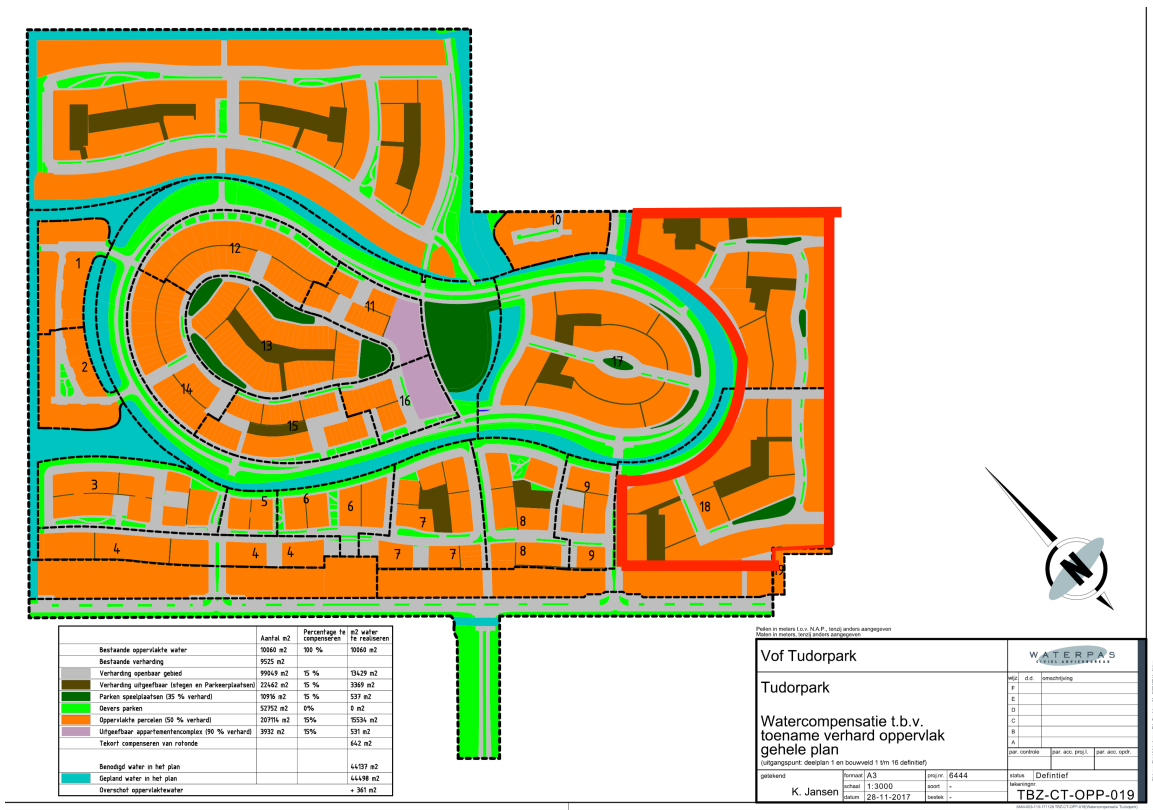 10
12
1
11
13
17
2
14
16
15
3
5
6
6
9
18
7
8
4
4
4
7
7
8
9
19
N
Aantal m2 Percentage te compenseren m2 water te realiseren
Bestaande oppervlakte water 10060 m2 100 % 10060 m2
Bestaande verharding 9525 m2
Verharding openbaar gebied 99049 m2 15 % 13429 m2
Verharding uitgeefbaar (stegen en Parkeerplaatsen) 22462 m2 15 % 3369 m2
Parken speelplaatsen (35 % verhard) 10916 m2 15 % 537 m2
Oevers parken 52752 m2 0% 0 m2
Oppervlakte percelen (50 % verhard) 207114 m2 15% 15534 m2
Uitgeefbaar appartementencomplex (90 % verhard) 3932 m2 15% 531 m2
Tekort compenseren van rotonde 642 m2
Benodigd water in het plan 44137 m2
Gepland water in het plan 44498 m2
Overschot oppervlaktewater + 361 m2
Peilen in meters t.o.v. N.A.P., tenzij anders aangegeven
Maten in meters, tenzij anders aangegeven
Vof Tudorpark
WATERPAS
CIVIEL ADVIESBUREAU
Tudorpark
wijz. d.d. omschrijving
F
E
D
C
B
A
Watercompensatie t.b.v.
toename verhard oppervlak
gehele plan
(uitgangspunt: deelplan 1 en bouwveld 1 t/m 16 definitief)
par. controle par. acc. proj.l. par. acc. opdr.
getekend K. Jansen
formaat A3 proj.nr. 6444 status Defintief
schaal 1:3000 soort - tekeningnr.
datum 28-11-2017 bestek - TBZ-CT-OPP-019